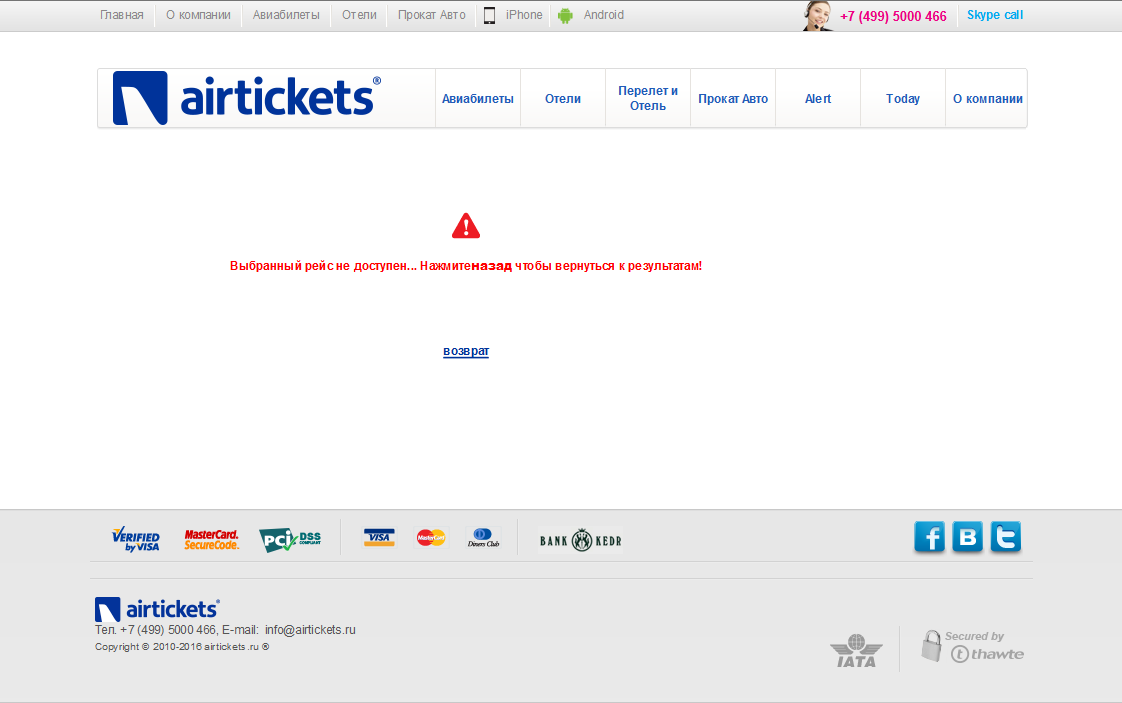 Главная О компании Авиабилеты Отели Прокат Авто iPhone Android +7 (499) 5000 466 Skype call
airtickets®
Авиабилеты Отели Перелет и Отель Прокат Авто Alert Today О компании
Выбранный рейс не доступен... Нажмитеназад чтобы вернуться к результатам!
возврат
VERIFIED by VISA MasterCard. SecureCode. PCI DSS COMPLIANT VISA MasterCard Diners Club BANK KEDR
airtickets®
Тел. +7 (499) 5000 466, E-mail: info@airtickets.ru
Copyright © 2010-2016 airtickets.ru ®
IATA
Secured by
thawte